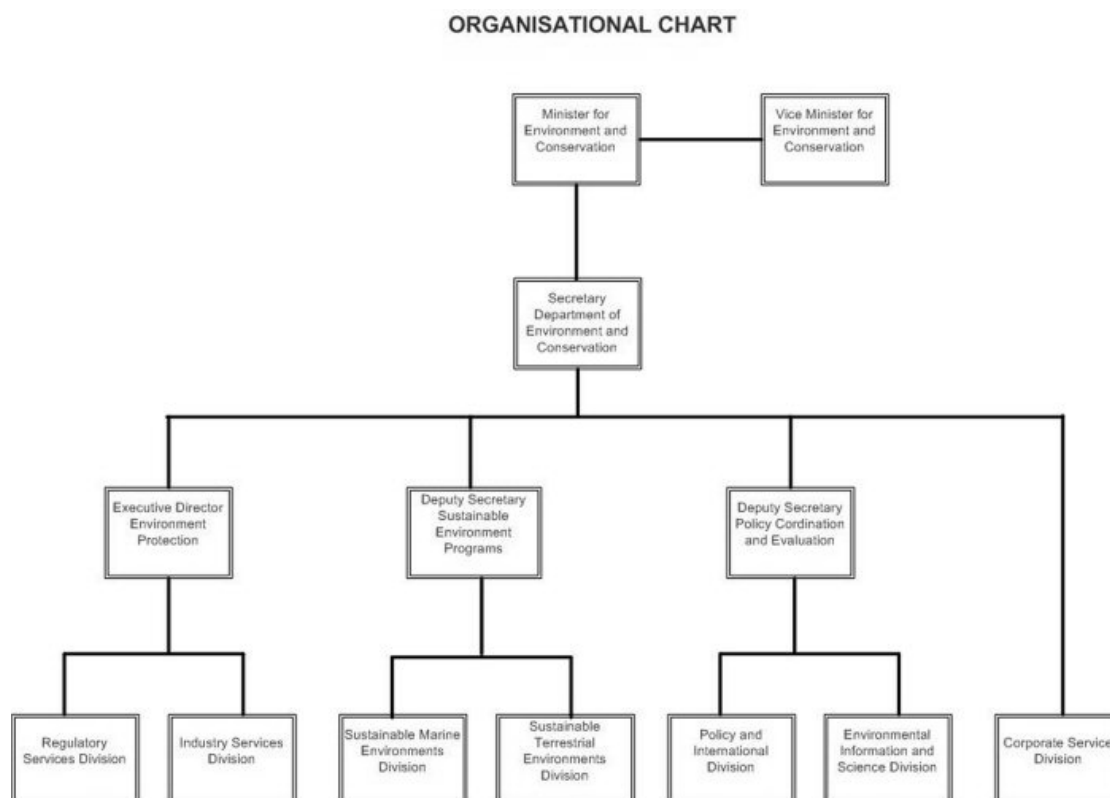 ORGANISATIONAL CHART
Minister for
Environment and
Conservation
Vice Minister for
Environment and
Conservation
Secretary
Department of
Environment and
Conservation
Executive Director
Environment
Protection
Deputy Secretary
Sustainable
Environment
Programs
Deputy Secretary
Policy Cordination
and Evaluation
Regulatory
Services Division
Industry Services
Division
Sustainable Marine
Environments
Division
Sustainable
Terrestrial
Environments
Division
Policy and
International
Division
Environmental
Information and
Science Division
Corporate Service
Division